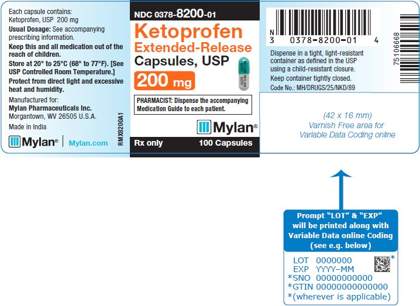 Each capsule contains:
Ketoprofen, USP 200 mg
Usual Dosage: See accompanying
prescribing information.
Keep this and all medication out of the
reach of children.
Store at 20° to 25°C (68° to 77°F). [See
USP Controlled Room Temperature.]
Protect from direct light and excessive
heat and humidity.
Manufactured for:
Mylan Pharmaceuticals Inc.
Morgantown, WV 26505 U.S.A.
Made in India
Mylan® Mylan.com
RMX8200A1
NDC 0378-8200-01
Ketoprofen
Extended-Release
Capsules, USP
200 mg
PHARMACIST: Dispense the accompanying
Medication Guide to each patient.
Mylan®
Rx only 100 Capsules
N
3 0378-8200-01 4
75106668
Dispense in a tight, light-resistant
container as defined in the USP
using a child-resistant closure.
Keep container tightly closed.
Code No.: MH/DRUGS/25/NKD/89
(42 x 16 mm)
Varnish Free area for
Variable Data Coding online
Prompt "LOT" & "EXP"
will be printed along with
Variable Data online Coding
(see e.g. below)
LOT 0000000
EXP YYYY-MM
*SNO 00000000000
*GTIN 00000000000000
*(wherever is applicable)
*